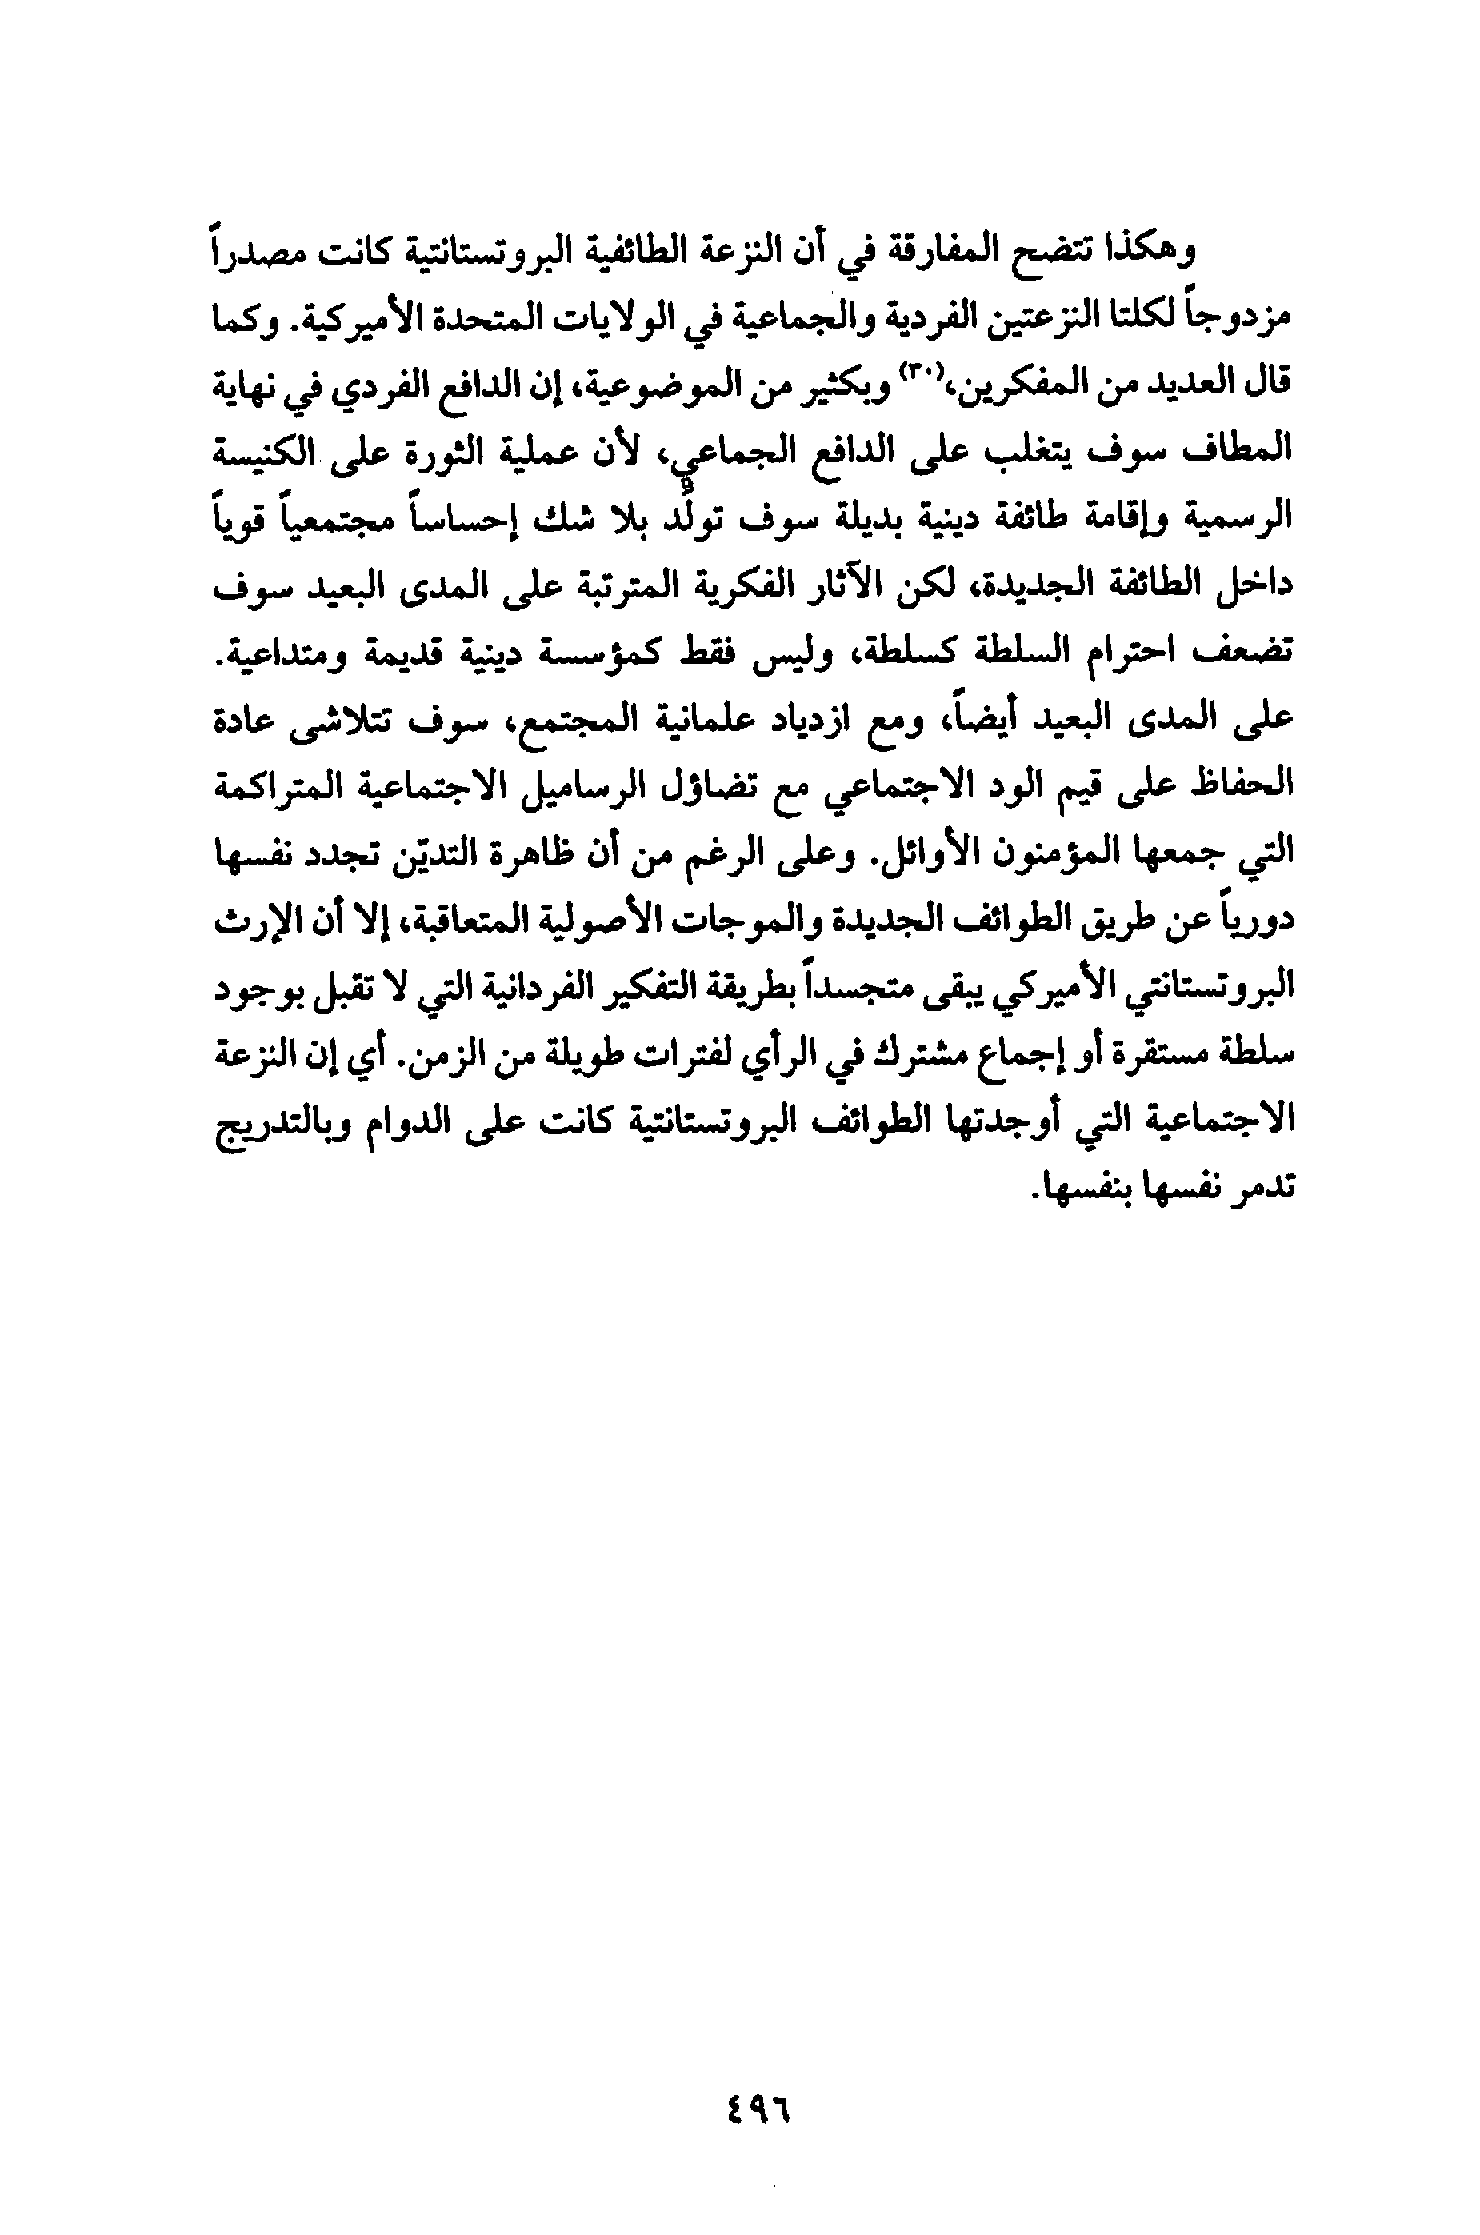 وهكذا تتضح المفارقة في أن النزعة الطائفية البروتستانتية كانت مصدراً
مزدوجاً لكلتا النزعتين الفردية والجماعية في الولايات المتحدة الأميركية. وكما
قال العديد من المفكرين،(٣٠) وبكثير من الموضوعية، إن الدافع الفردي في نهاية
المطاف سوف يتغلب على الدافع الجماعي، لأن عملية الثورة على الكنيسة
الرسمية وإقامة طائفة دينية بديلة سوف تولّد بلا شك إحساساً مجتمعياً قوياً
داخل الطائفة الجديدة، لكن الآثار الفكرية المترتبة على المدى البعيد سوف
تضعف احترام السلطة كسلطة، وليس فقط كمؤسسة دينية قديمة ومتداعية.
على المدى البعيد أيضاً، ومع ازدياد علمانية المجتمع، سوف تتلاشى عادة
الحفاظ على قيم الود الاجتماعي مع تضاؤل الرساميل الاجتماعية المتراكمة
التي جمعها المؤمنون الأوائل. وعلى الرغم من أن ظاهرة التديّن تجدد نفسها
دورياً عن طريق الطوائف الجديدة والموجات الأصولية المتعاقبة، إلا أن الإرث
البروتستانتي الأميركي يبقى متجسداً بطريقة التفكير الفردانية التي لا تقبل بوجود
سلطة مستقرة أو إجماع مشترك في الرأي لفترات طويلة من الزمن. أي إن النزعة
الاجتماعية التي أوجدتها الطوائف البروتستانتية كانت على الدوام وبالتدريج
تدمر نفسها بنفسها.
٤٩٦